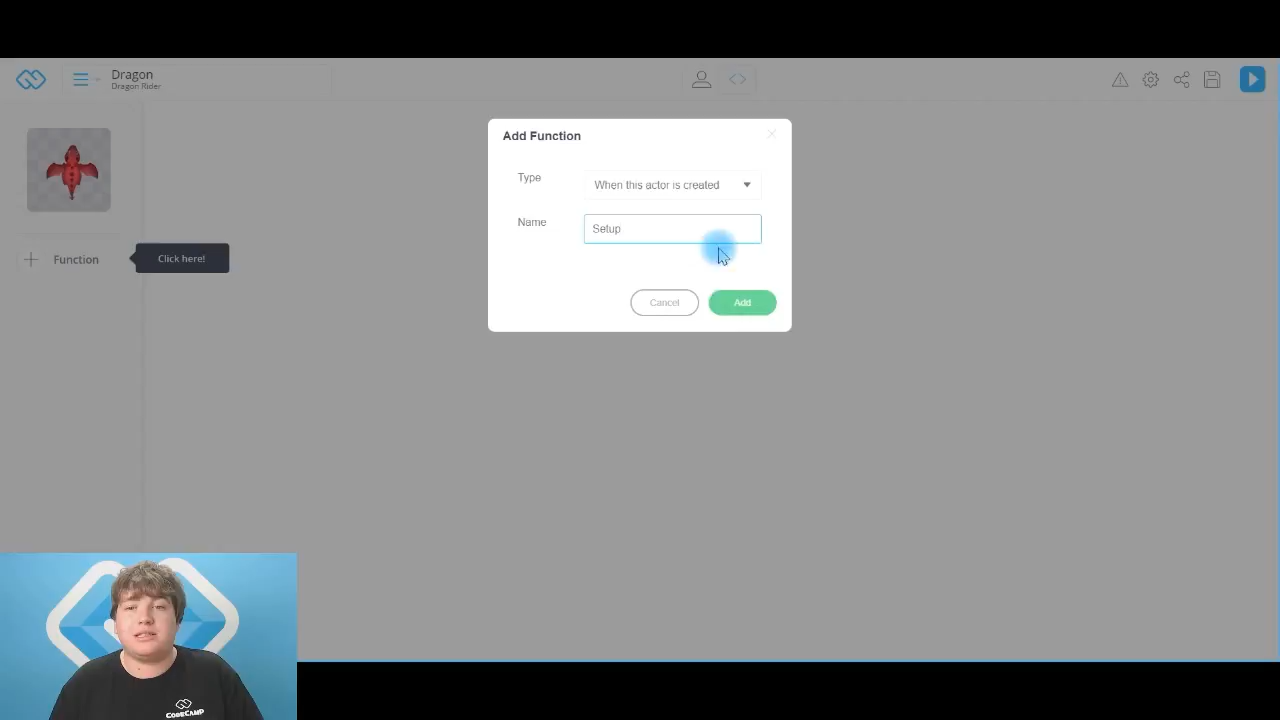 Dragon
Dragon Rider
Add Function
Type
When this actor is created
Name
Setup
Function
Click here!
Cancel
Add
CODECAMP